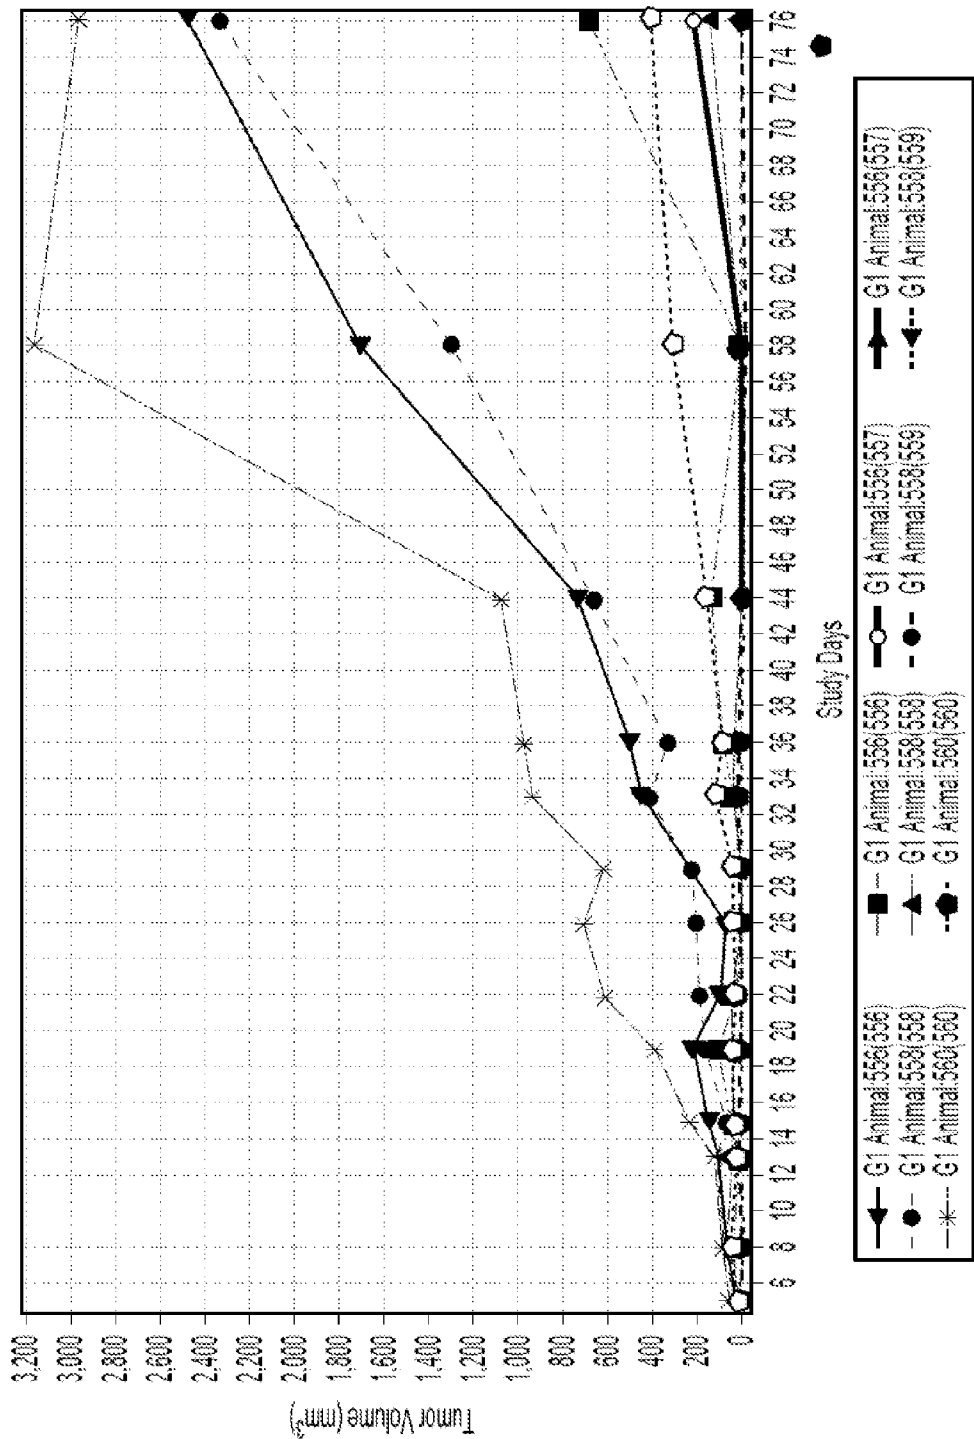 Tumor Volume (mm³)
3,200
3,000
2,800
2,600
2,400
2,200
2,000
1,800
1,600
1,400
1,200
1,000
800
600
400
200
0
6 8 10 12 14 16 18 20 22 24 26 28 30 32 34 36 38 40 42 44 46 48 50 52 54 56 58 60 62 64 66 68 70 72 74 76
Study Days
G1 Animal:556(556) G1 Animal:556(556) G1 Animal:556(557) G1 Animal:556(557)
G1 Animal:558(558) G1 Animal:558(558) G1 Animal:558(559) G1 Animal:558(559)
G1 Animal:560(560) G1 Animal:560(560)